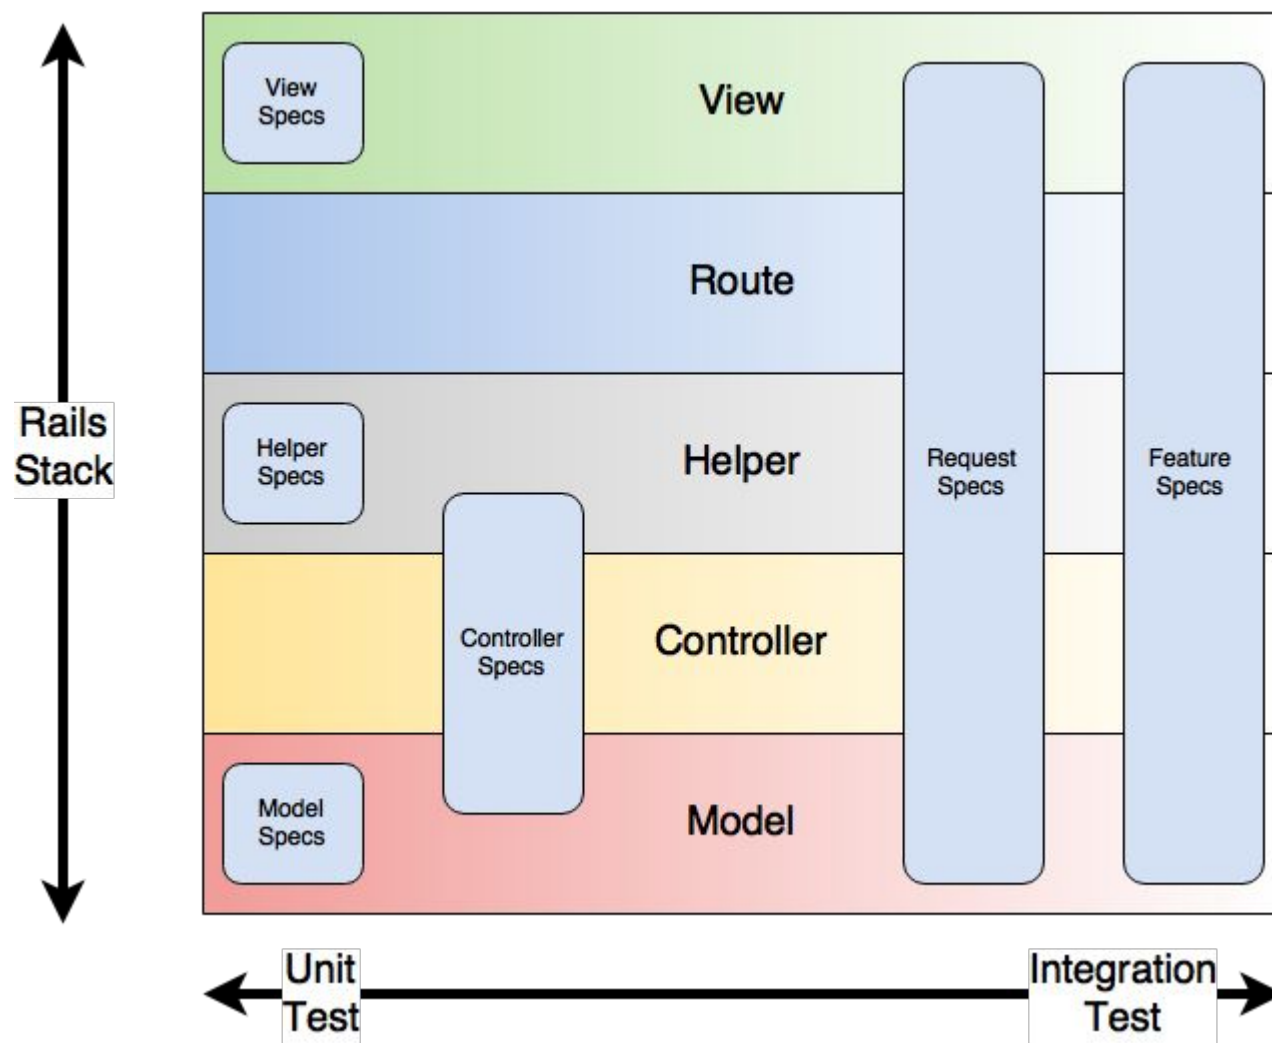 View
Specs
View
Route
Rails
Stack
Helper
Specs
Helper
Request
Specs
Feature
Specs
Controller
Specs
Controller
Model
Specs
Model
Unit
Test
Integration
Test